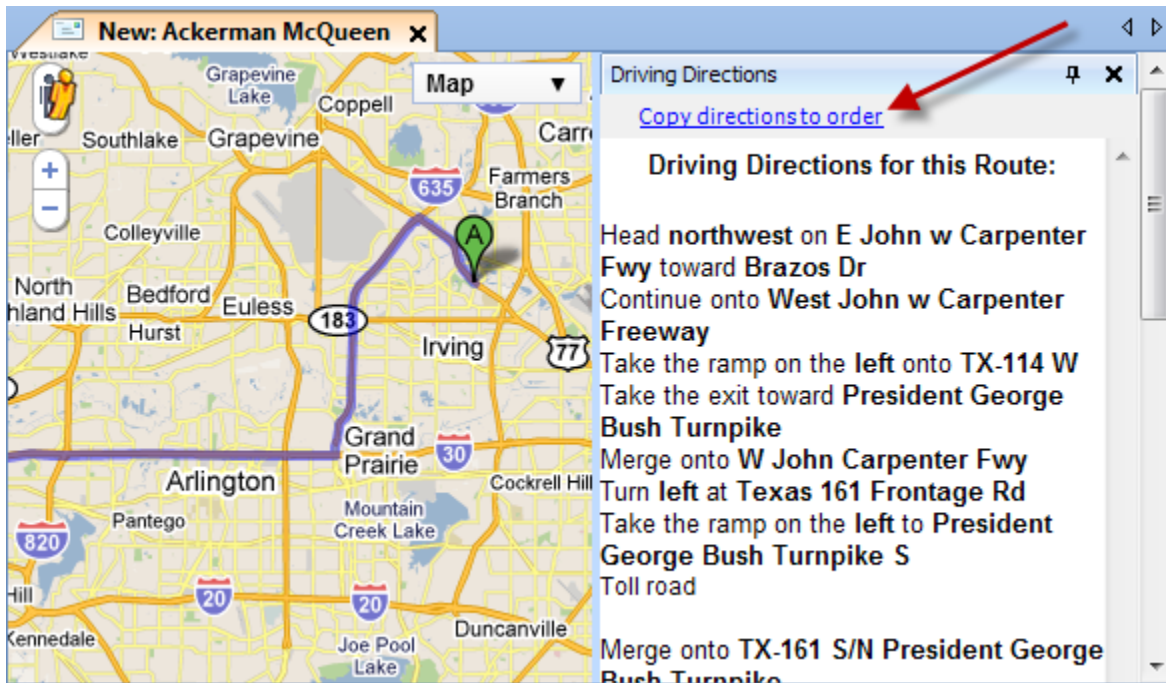 New: Ackerman McQueen
Westlake
Grapevine
Lake
Coppell
Map
Southlake
Grapevine
635
Farmers
Branch
Colleyville
A
North
hland Hills
Bedford
Euless
183
Hurst
Irving
77
Grand
Prairie
30
Arlington
Cockrell Hill
Mountain
Creek Lake
Pantego
820
20
20
Hill
Kennedale
Joe Pool
Lake
Duncanville
Driving Directions
Copy directions to order
Driving Directions for this Route:
Head northwest on E John w Carpenter
Fwy toward Brazos Dr
Continue onto West John w Carpenter
Freeway
Take the ramp on the left onto TX-114 W
Take the exit toward President George
Bush Turnpike
Merge onto W John Carpenter Fwy
Turn left at Texas 161 Frontage Rd
Take the ramp on the left to President
George Bush Turnpike S
Toll road
Merge onto TX-161 S/N President George
Bush Turnpike